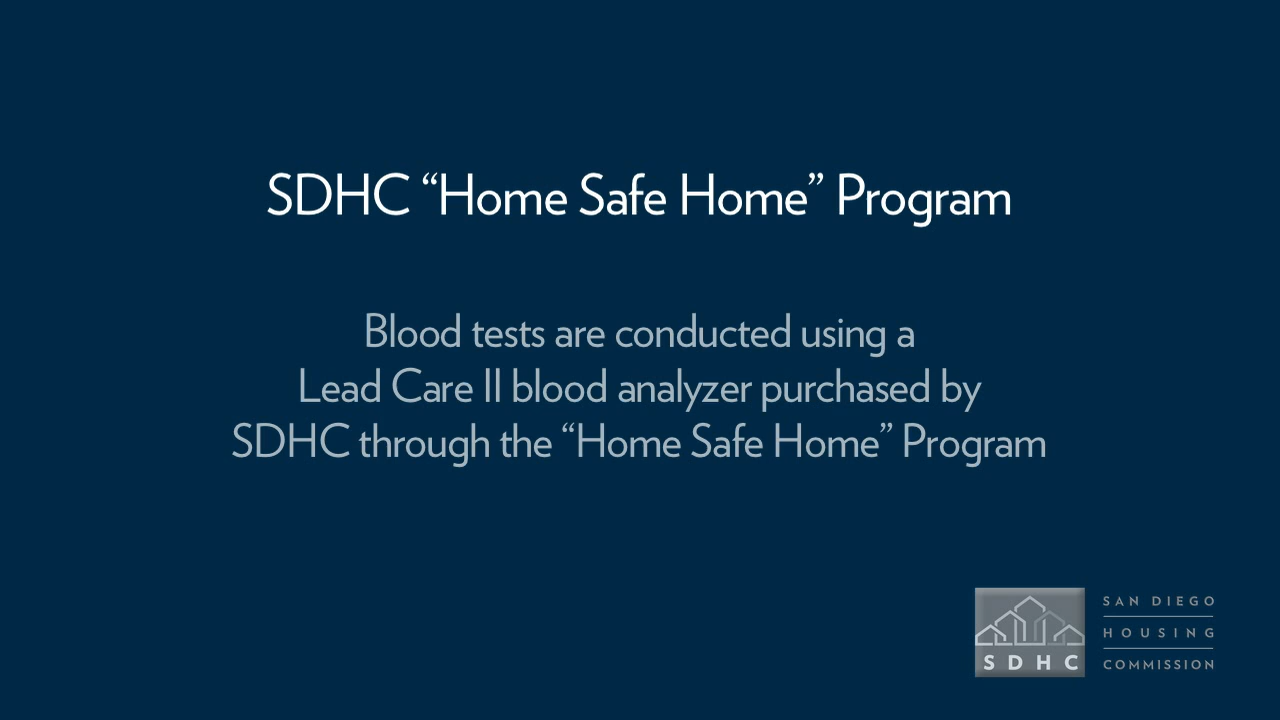 SDHC “Home Safe Home” Program
Blood tests are conducted using a
Lead Care II blood analyzer purchased by
SDHC through the “Home Safe Home” Program
SDHC
SAN DIEGO
HOUSING
COMMISSION